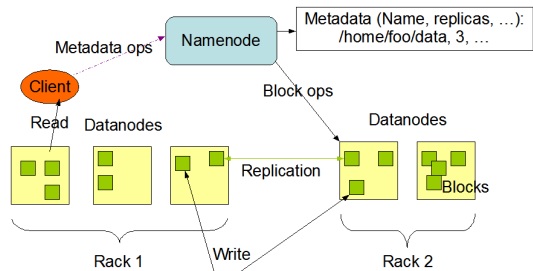 Metadata (Name, replicas, …):
/home/foo/data, 3, …
Namenode
Metadata ops
Client
Block ops
Read
Datanodes
Datanodes
Replication
Blocks
Write
Rack 1
Rack 2